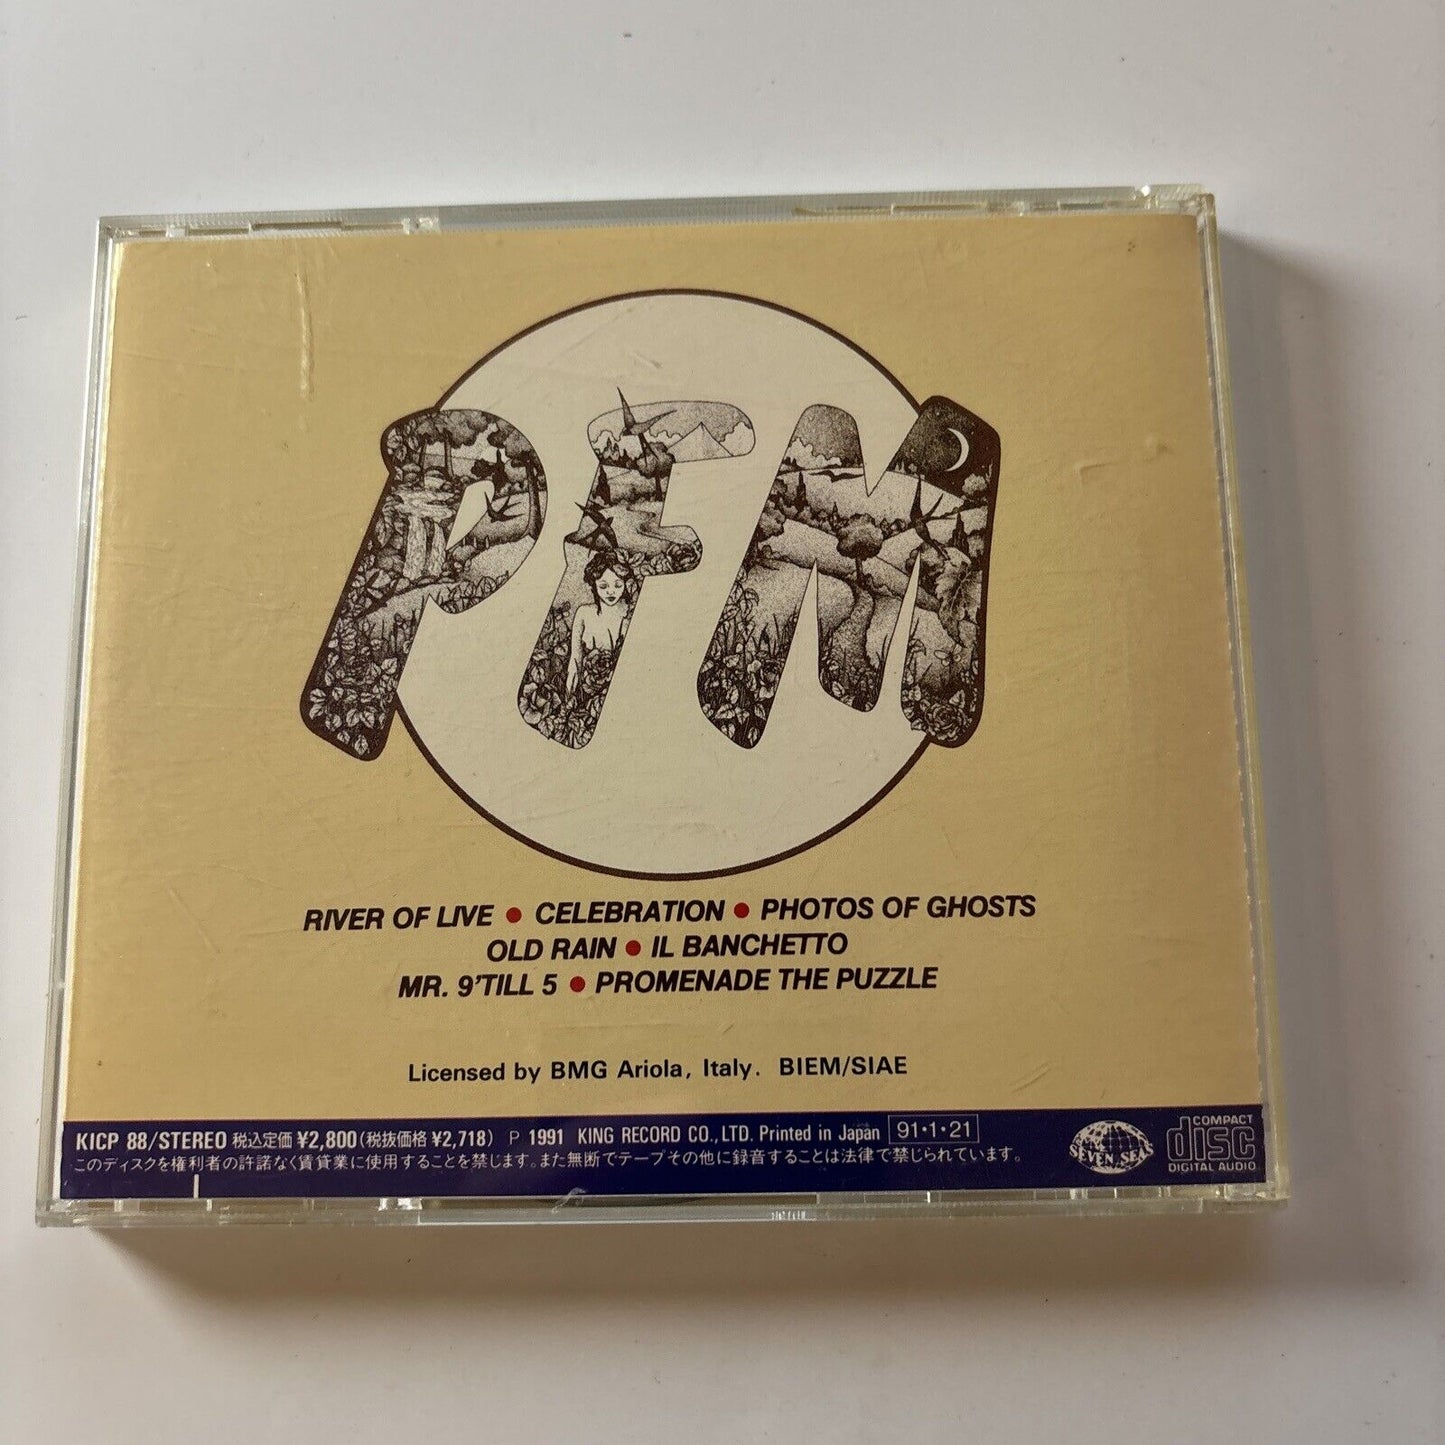 PFM
RIVER OF LIVE ● CELEBRATION ● PHOTOS OF GHOSTS
OLD RAIN ● IL BANCHETTO
MR. 9'TILL 5 ● PROMENADE THE PUZZLE
Licensed by BMG Ariola, Italy. BIEM/SIAE
KICP 88/STEREO 税込定価 ¥2,800(税抜価格 ¥2,718) P 1991 KING RECORD CO.,LTD. Printed in Japan 91・1・21
このディスクを権利者の許諾なく賃貸業に使用することを禁じます。また無断でテープその他に録音することは法律で禁じられています。
SEVEN SEAS
COMPACT
disc
DIGITAL AUDIO